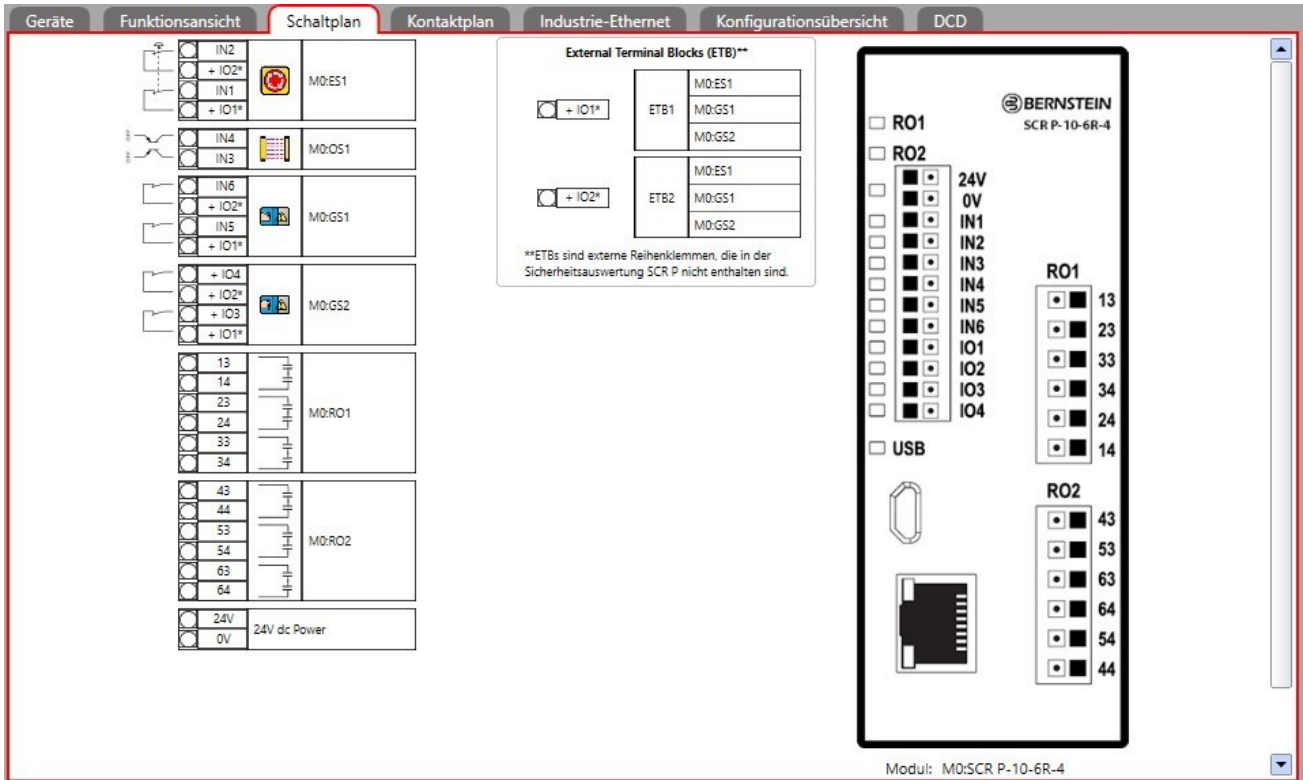 Geräte Funktionsansicht Schaltplan Kontaktplan Industrie-Ethernet Konfigurationsübersicht DCD
IN2
+ IO2*
IN1
+ IO1*
M0:ES1
IN4
IN3
M0:OS1
IN6
+ IO2*
IN5
+ IO1*
M0:GS1
+ IO4
+ IO2*
+ IO3
+ IO1*
M0:GS2
13
14
23
24
33
34
M0:RO1
43
44
53
54
63
64
M0:RO2
24V
0V
24V dc Power
External Terminal Blocks (ETB)**
+ IO1*
ETB1
M0:ES1
M0:GS1
M0:GS2
+ IO2*
ETB2
M0:ES1
M0:GS1
M0:GS2
**ETBs sind externe Reihenklemmen, die in der
Sicherheitsauswertung SCR P nicht enthalten sind.
BERNSTEIN
SCR P-10-6R-4
RO1
RO2
24V
0V
IN1
IN2
IN3
IN4
IN5
IN6
IO1
IO2
IO3
IO4
USB
RO1
13
23
33
34
24
14
RO2
43
53
63
64
54
44
Modul: M0:SCR P-10-6R-4